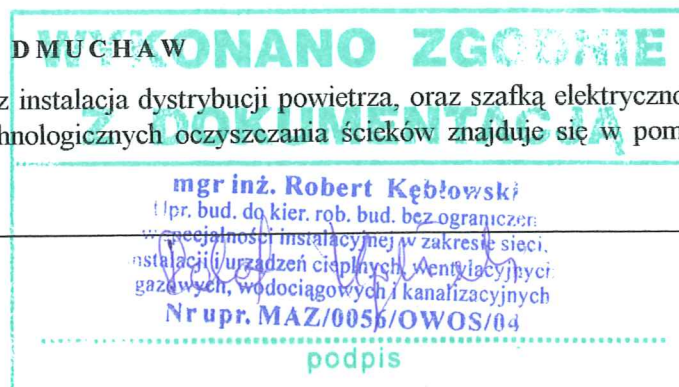 DMUCHAW
WYKONANO ZGODNIE
z instalacja dystrybucji powietrza, oraz szafką elektryczno
Z DOKUMENTACJĄ
hnologicznych oczyszczania ścieków znajduje się w pom
mgr inż. Robert Kębłowski
Upr. bud. do kier. rob. bud. bez ograniczeń
w specjalności instalacyjnej w zakresie sieci,
instalacji i urządzeń cieplnych, wentylacyjnych
gazowych, wodociągowych i kanalizacyjnych
Nr upr. MAZ/0056/OWOS/04
podpis